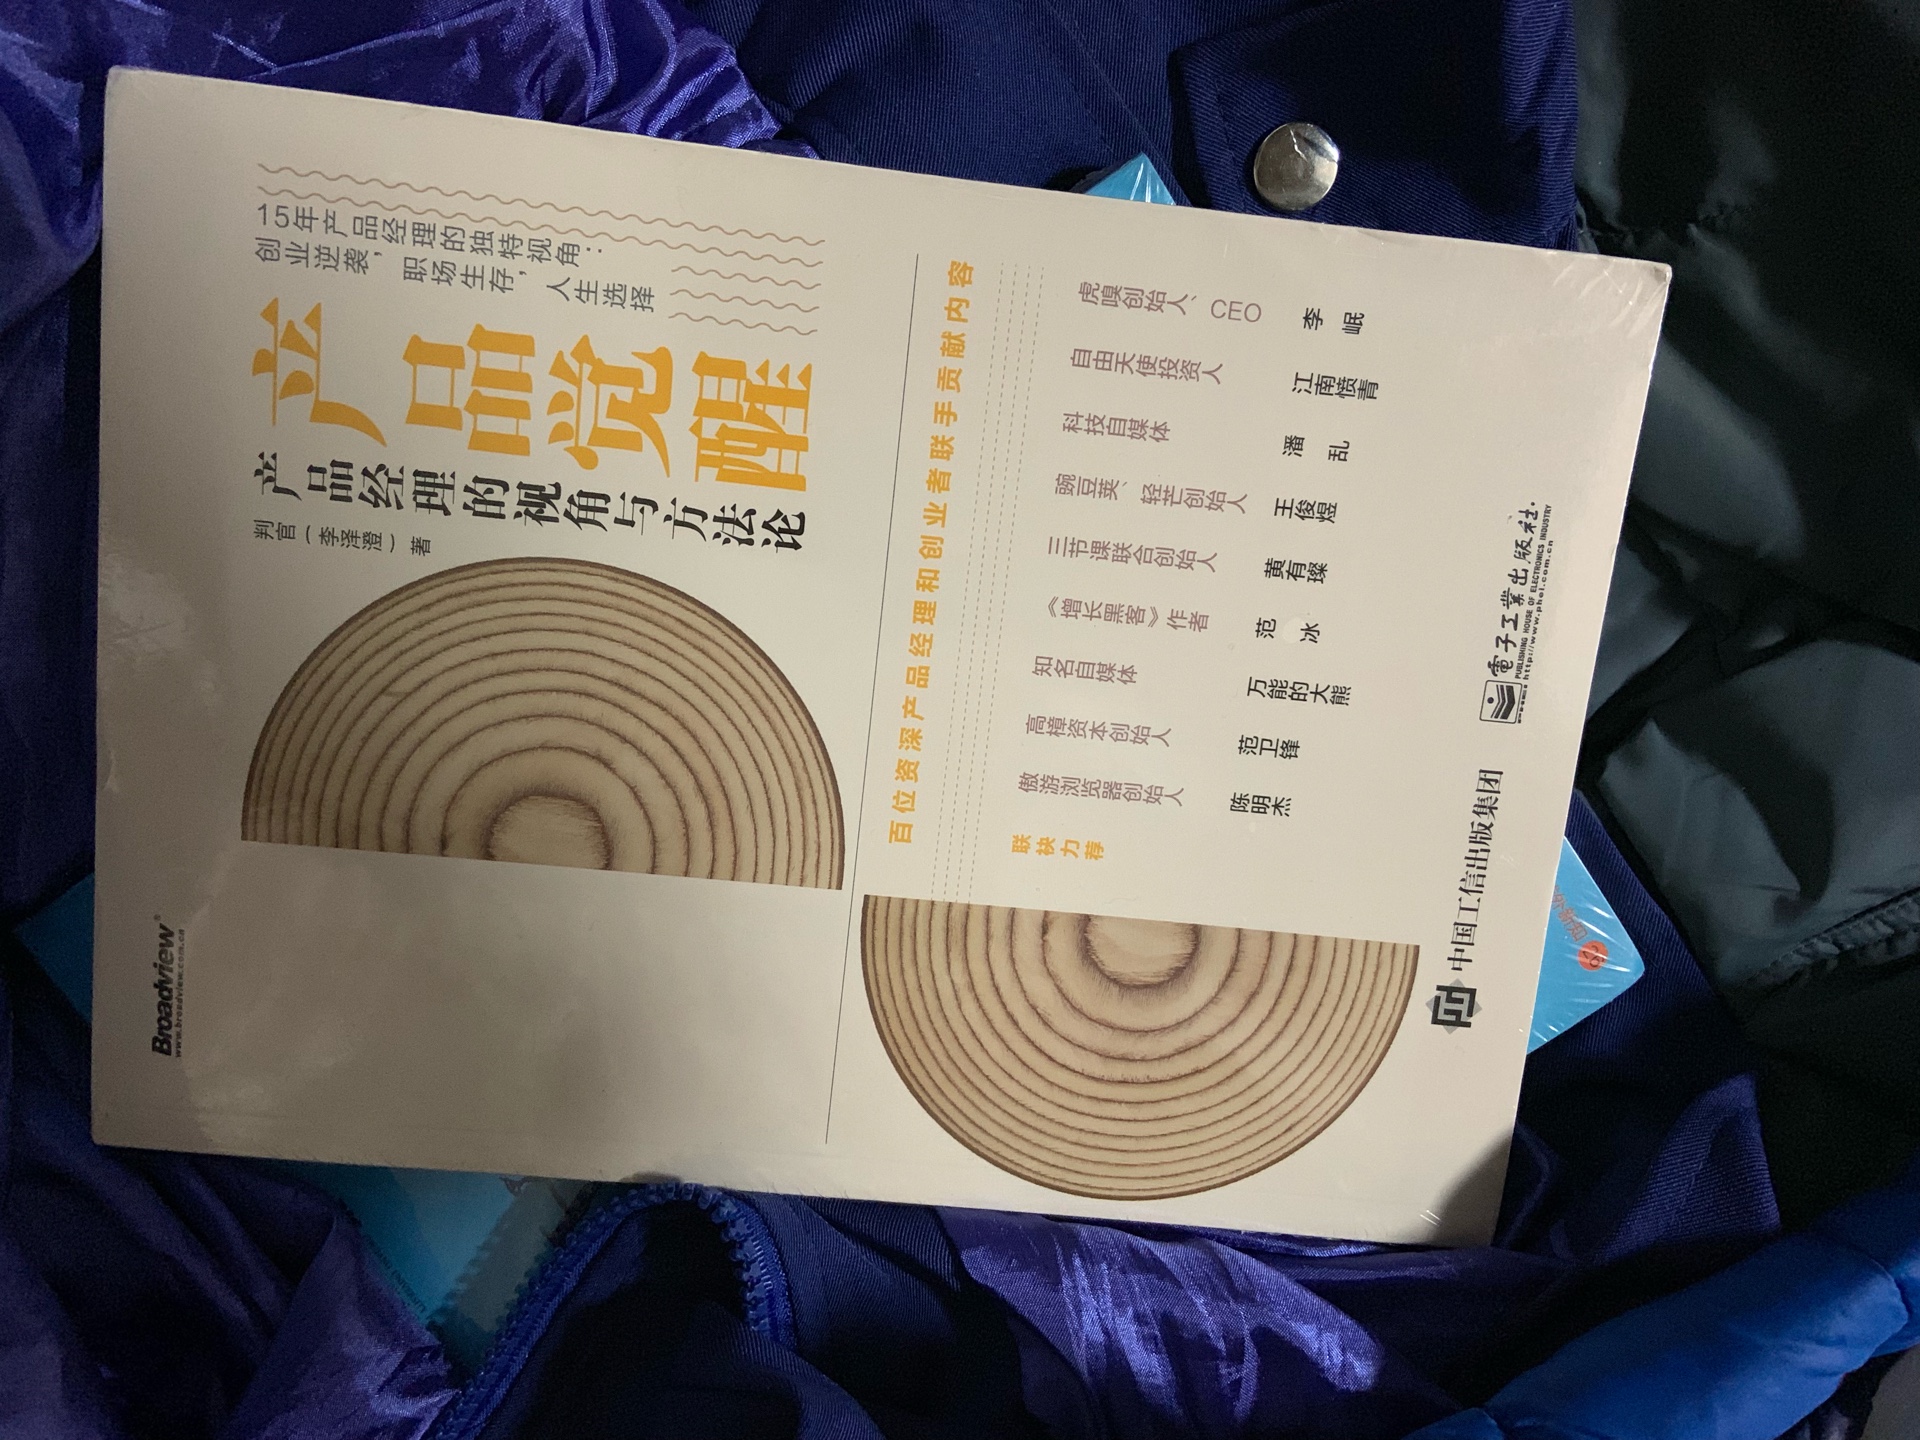 Broadview®
www.broadview.com.cn
15年产品经理的独特视角：
创业逆袭，职场生存，人生选择
产品觉醒
产品经理的视角与方法论
判官（李泽澄）著
百位资深产品经理和创业者联手贡献内容
虎嗅创始人、CEO 李岷
自由天使投资人 江南愤青
科技自媒体 潘乱
豌豆荚、轻芒创始人 王俊煜
三节课联合创始人 黄有璨
《增长黑客》作者 范冰
知名自媒体 万能的大熊
高樟资本创始人 范卫锋
傲游浏览器创始人 陈明杰
联袂力荐
中国工信出版集团
電子工業出版社
PUBLISHING HOUSE OF ELECTRONICS INDUSTRY
http://www.phei.com.cn